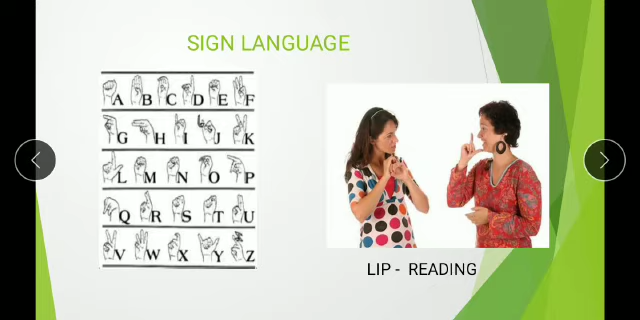 SIGN LANGUAGE
A B C D E F
G H I J K
L M N O P
Q R S T U
V W X Y Z
LIP - READING